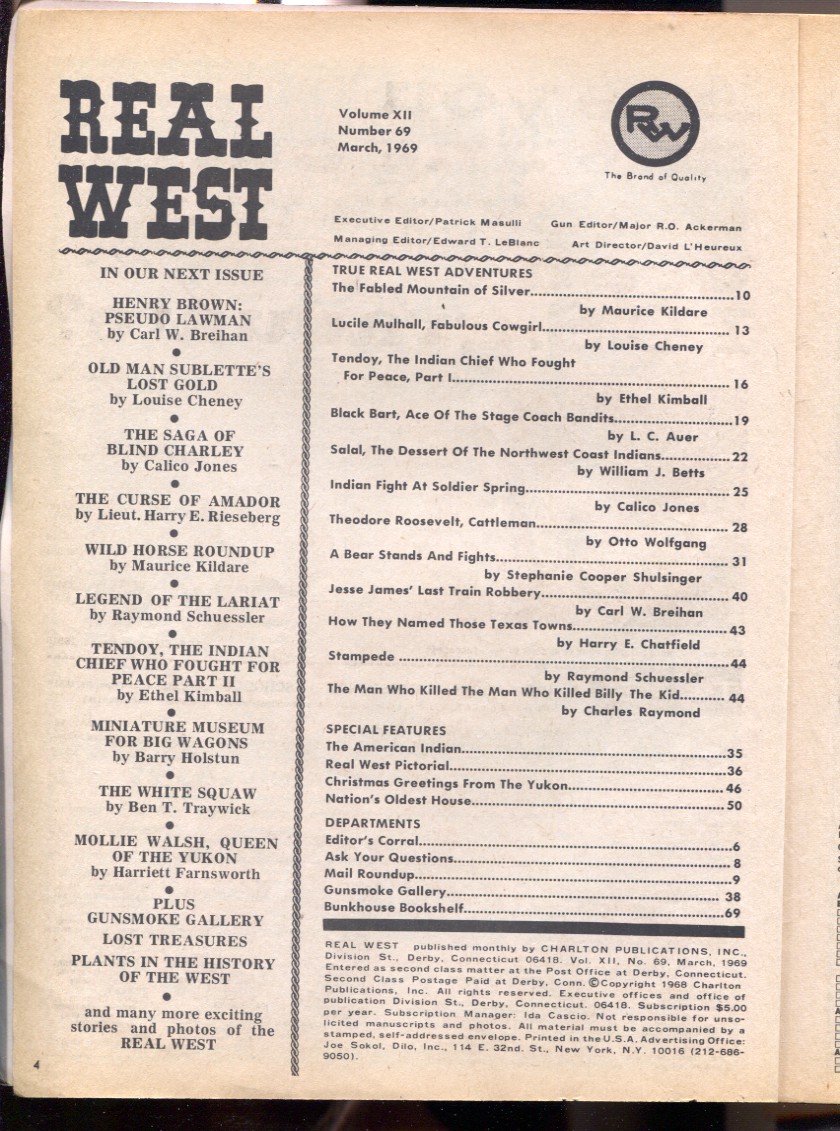 REAL
WEST
Volume XII
Number 69
March, 1969
RW
The Brand of Quality
Executive Editor/Patrick Masulli
Gun Editor/Major R.O. Ackerman
Managing Editor/Edward T. LeBlanc
Art Director/David L'Heureux
IN OUR NEXT ISSUE
HENRY BROWN:
PSEUDO LAWMAN
by Carl W. Breihan
●
OLD MAN SUBLETTE'S
LOST GOLD
by Louise Cheney
●
THE SAGA OF
BLIND CHARLEY
by Calico Jones
●
THE CURSE OF AMADOR
by Lieut. Harry E. Rieseberg
●
WILD HORSE ROUNDUP
by Maurice Kildare
●
LEGEND OF THE LARIAT
by Raymond Schuessler
●
TENDOY, THE INDIAN
CHIEF WHO FOUGHT FOR
PEACE PART II
by Ethel Kimball
●
MINIATURE MUSEUM
FOR BIG WAGONS
by Barry Holstun
●
THE WHITE SQUAW
by Ben T. Traywick
●
MOLLIE WALSH, QUEEN
OF THE YUKON
by Harriett Farnsworth
●
PLUS
GUNSMOKE GALLERY
LOST TREASURES
PLANTS IN THE HISTORY
OF THE WEST
●
and many more exciting
stories and photos of the
REAL WEST
4
TRUE REAL WEST ADVENTURES
The Fabled Mountain of Silver....10
by Maurice Kildare
Lucile Mulhall, Fabulous Cowgirl.... 13
by Louise Cheney
Tendoy, The Indian Chief Who Fought
For Peace, Part I.... 16
by Ethel Kimball
Black Bart, Ace Of The Stage Coach Bandits....19
by L. C. Auer
Salal, The Dessert Of The Northwest Coast Indians....22
by William J. Betts
Indian Fight At Soldier Spring.... 25
by Calico Jones
Theodore Roosevelt, Cattleman.... 28
by Otto Wolfgang
A Bear Stands And Fights.... 31
by Stephanie Cooper Shulsinger
Jesse James' Last Train Robbery.... 40
by Carl W. Breihan
How They Named Those Texas Towns.... 43
by Harry E. Chatfield
Stampede ....44
by Raymond Schuessler
The Man Who Killed The Man Who Killed Billy The Kid.... 44
by Charles Raymond
SPECIAL FEATURES
The American Indian....35
Real West Pictorial....36
Christmas Greetings From The Yukon.... 46
Nation's Oldest House.... 50
DEPARTMENTS
Editor's Corral....6
Ask Your Questions.... 8
Mail Roundup....9
Gunsmoke Gallery.... 38
Bunkhouse Bookshelf....69
REAL WEST published monthly by CHARLTON PUBLICATIONS, INC.,
Division St., Derby, Connecticut 06418. Vol. XII, No. 69, March, 1969
Entered as second class matter at the Post Office at Derby, Connecticut.
Second Class Postage Paid at Derby, Conn. ©Copyright 1968 Charlton
Publications, Inc. All rights reserved. Executive offices and office of
publication Division St., Derby, Connecticut. 06418. Subscription $5.00
per year. Subscription Manager: Ida Cascio. Not responsible for unso-
licited manuscripts and photos. All material must be accompanied by a
stamped, self-addressed envelope. Printed in the U.S.A. Advertising Office:
Joe Sokol, Dilo, Inc., 114 E. 32nd. St., New York, N.Y. 10016 (212-686-
9050).